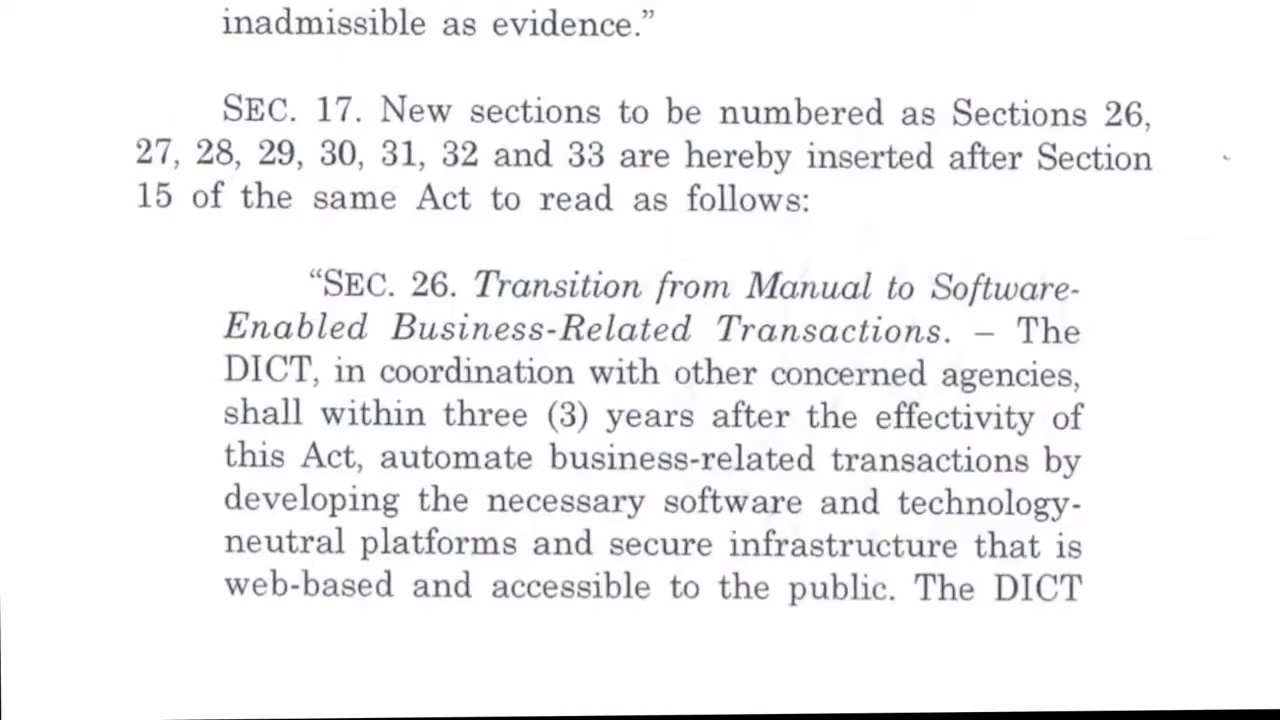 inadmissible as evidence.”
SEC. 17. New sections to be numbered as Sections 26,
27, 28, 29, 30, 31, 32 and 33 are hereby inserted after Section
15 of the same Act to read as follows:
“SEC. 26. Transition from Manual to Software-
Enabled Business-Related Transactions. – The
DICT, in coordination with other concerned agencies,
shall within three (3) years after the effectivity of
this Act, automate business-related transactions by
developing the necessary software and technology-
neutral platforms and secure infrastructure that is
web-based and accessible to the public. The DICT